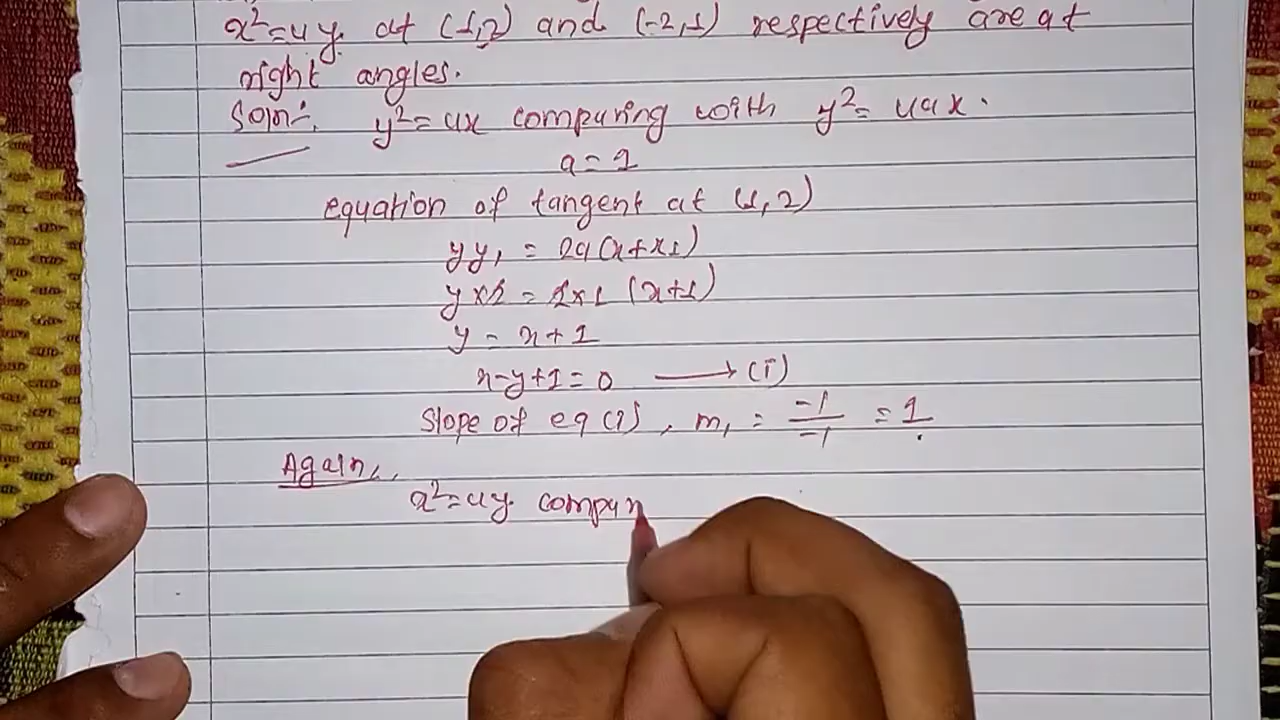 x²=4y. at (1,2) and (-2,1) respectively are at
right angles.
Soln:- y²=4x comparing with y²= 4ax.
a=1
equation of tangent at (1,2)
yy₁ = 2a(x+x₁)
y×2 = 2×1 (x+1)
y = x+1
x-y+1=0 ⟶ (i)
Slope of eq (i), m₁ = -1/-1 = 1
Again,,
x²=4y. compar